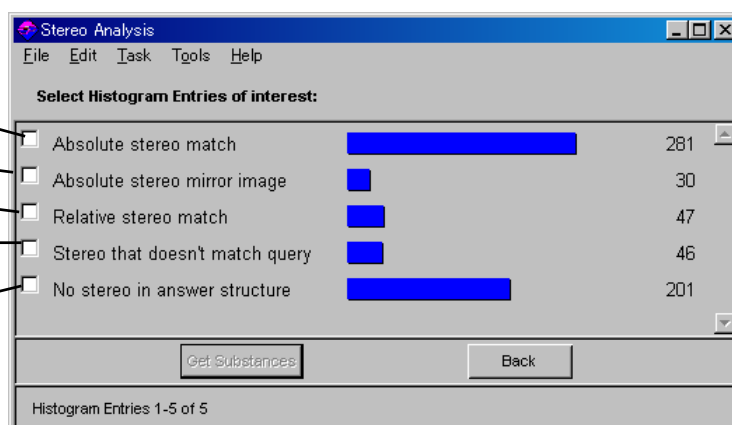 Stereo Analysis
File Edit Task Tools Help
Select Histogram Entries of interest:
Absolute stereo match 281
Absolute stereo mirror image 30
Relative stereo match 47
Stereo that doesn't match query 46
No stereo in answer structure 201
Get Substances Back
Histogram Entries 1-5 of 5